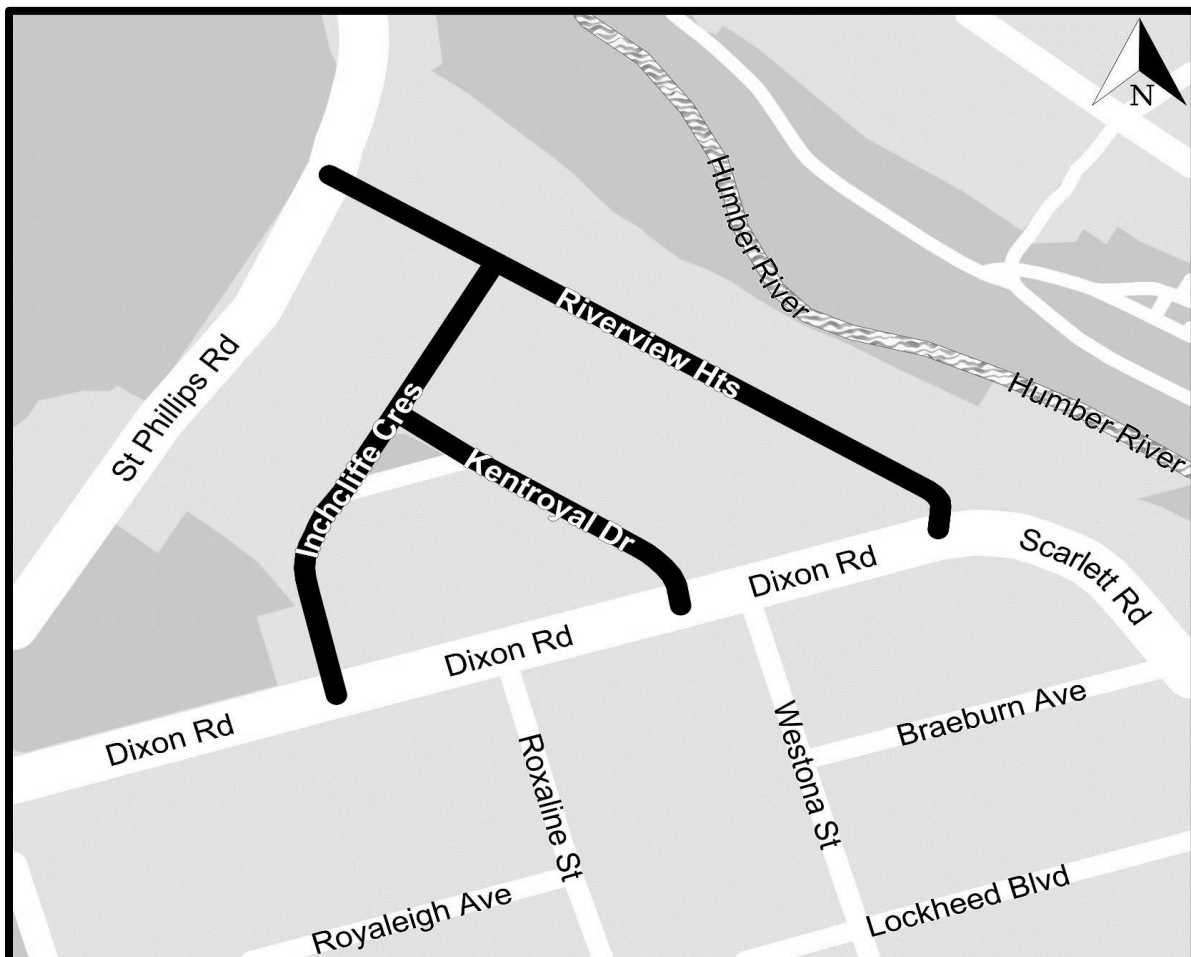 N
Humber River
Riverview Hts
St Phillips Rd
Inchcliffe Cres
Humber River
Kentroyal Dr
Scarlett Rd
Dixon Rd
Dixon Rd
Dixon Rd
Braeburn Ave
Westona St
Roxaline St
Lockheed Blvd
Royaleigh Ave